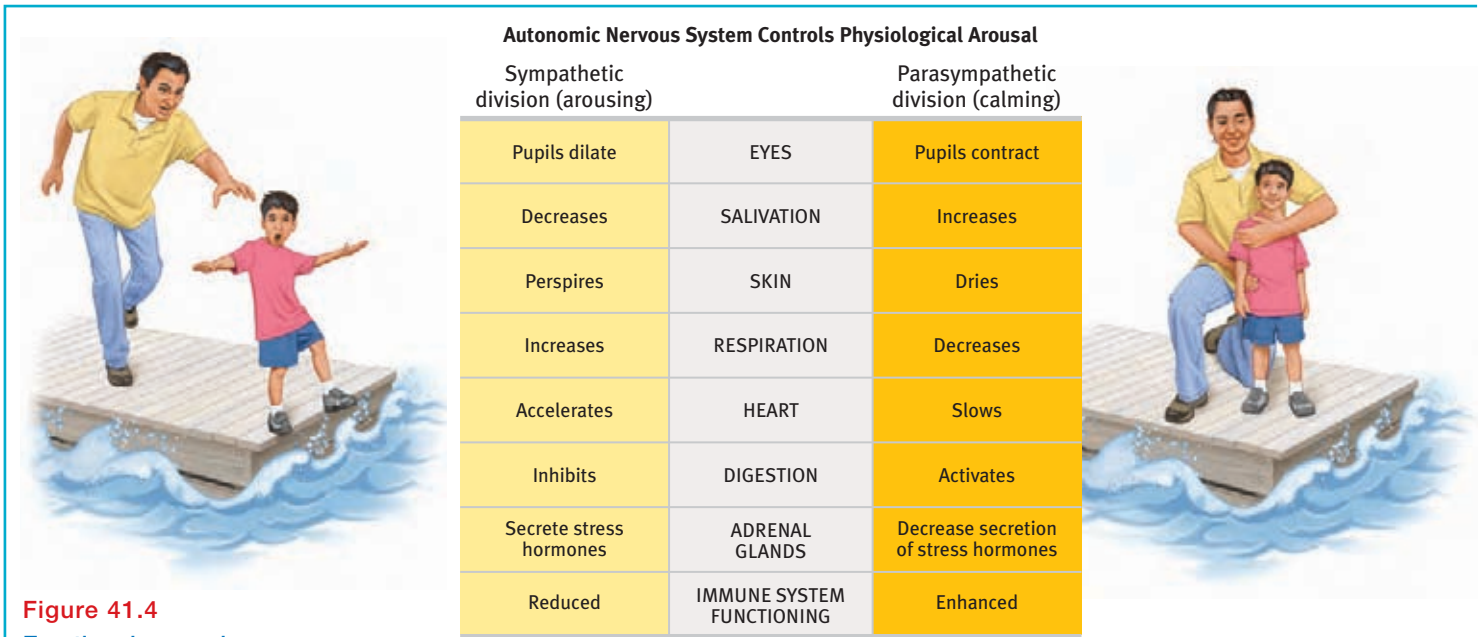 Autonomic Nervous System Controls Physiological Arousal
Sympathetic
division (arousing)
Parasympathetic
division (calming)
Pupils dilate EYES Pupils contract
Decreases SALIVATION Increases
Perspires SKIN Dries
Increases RESPIRATION Decreases
Accelerates HEART Slows
Inhibits DIGESTION Activates
Secrete stress
hormones
ADRENAL
GLANDS
Decrease secretion
of stress hormones
Reduced
IMMUNE SYSTEM
FUNCTIONING
Enhanced
Figure 41.4